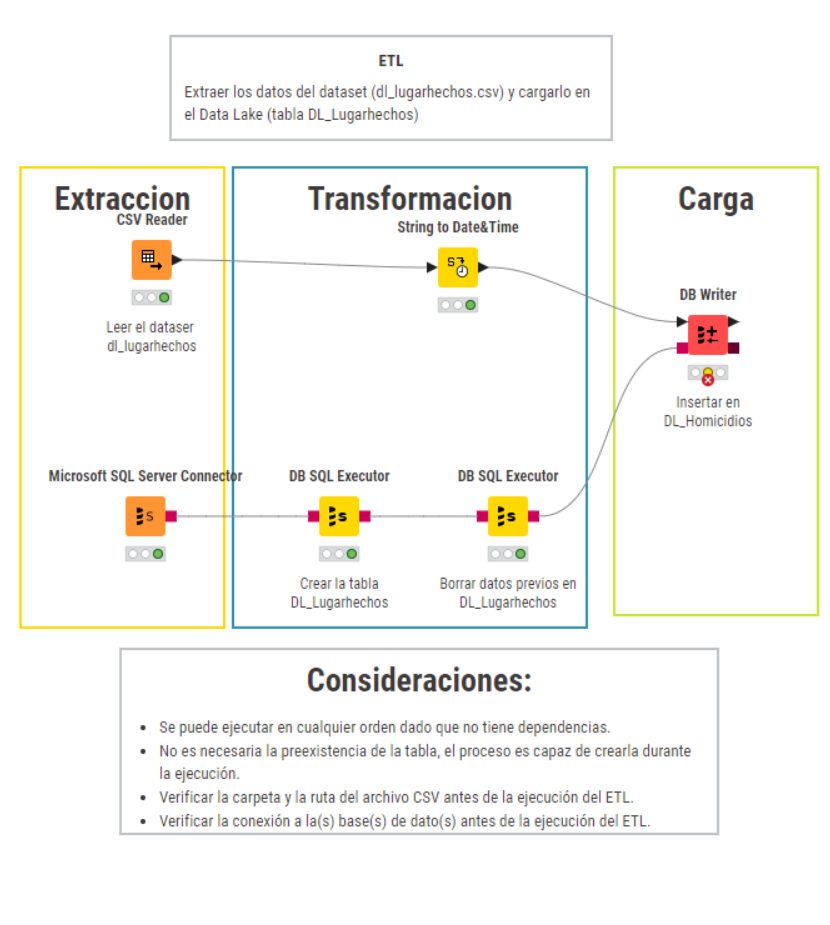 ETL
Extraer los datos del dataset (dl_lugarhechos.csv) y cargarlo en
el Data Lake (tabla DL_Lugarhechos)
Extraccion
Transformacion
Carga
CSV Reader
String to Date&Time
S
DB Writer
Leer el dataser
dl_lugarhechos
Insertar en
DL_Homicidios
Microsoft SQL Server Connector
DB SQL Executor
DB SQL Executor
S
s
s
Crear la tabla
DL_Lugarhechos
Borrar datos previos en
DL_Lugarhechos
Consideraciones:
• Se puede ejecutar en cualquier orden dado que no tiene dependencias.
• No es necesaria la preexistencia de la tabla, el proceso es capaz de crearla durante
la ejecución.
• Verificar la carpeta y la ruta del archivo CSV antes de la ejecución del ETL.
• Verificar la conexión a la(s) base(s) de dato(s) antes de la ejecución del ETL.